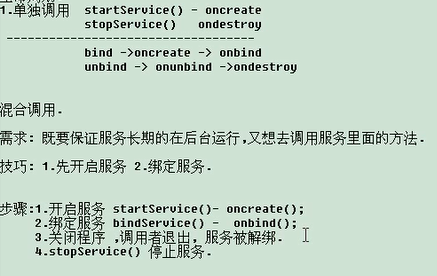 1.单独调用 startService() - oncreate
stopService() ondestroy
---------------------------------
bind ->oncreate -> onbind
unbind -> onunbind ->ondestroy
混合调用.
需求: 既要保证服务长期的在后台运行,又想去调用服务里面的方法.
技巧: 1.先开启服务 2.绑定服务.
步骤:1.开启服务 startService()- oncreate();
2.绑定服务 bindService() - onbind();
3.关闭程序 ,调用者退出, 服务被解绑.
4.stopService() 停止服务.